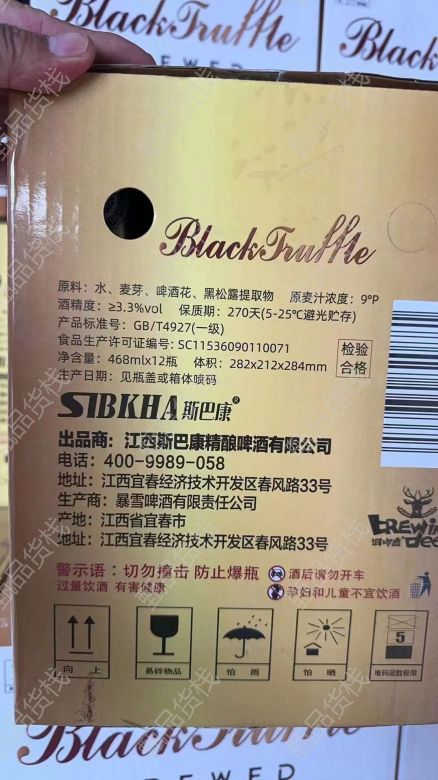 Black Truffle
BlackTruffle
BREWED
Black Truffle
原料：水、麦芽、啤酒花、黑松露提取物 原麦汁浓度：9°P
酒精度：≥3.3%vol 保质期：270天(5-25℃避光贮存)
产品标准号：GB/T4927(一级)
食品生产许可证编号：SC11536090110071
净含量：468mlx12瓶 体积：282x212x284mm
生产日期：见瓶盖或箱体喷码
检验
合格
SIBKHA 斯巴康®
出品商：江西斯巴康精酿啤酒有限公司
电话：400-9989-058
地址：江西宜春经济技术开发区春风路33号
生产商：暴雪啤酒有限责任公司
产地：江西省宜春市
地址：江西宜春经济技术开发区春风路33号
警示语：切勿撞击 防止爆瓶
过量饮酒 有害健康
酒后请勿开车
孕妇和儿童不宜饮酒
向上
易碎物品
怕雨
怕晒
5
堆码层数极限
BlackTruffle
BREWED